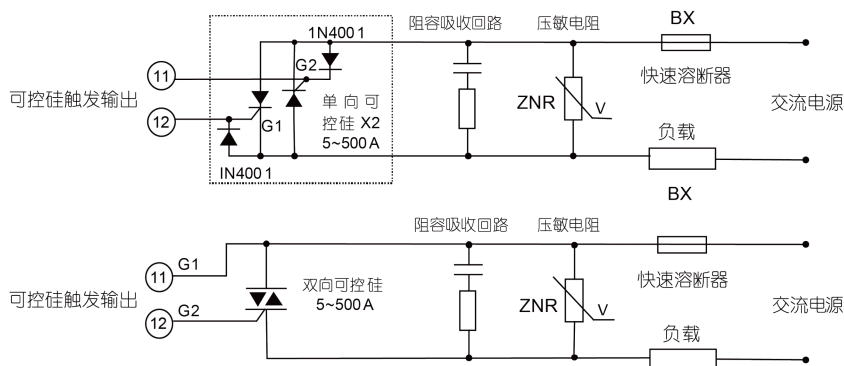 阻容吸收回路
压敏电阻
BX
1N4001
11
G2
快速溶断器
可控硅触发输出
单向可
控硅 X2
5~500A
ZNR
V
交流电源
12
G1
负载
IN4001
BX
阻容吸收回路
压敏电阻
G1
11
快速溶断器
可控硅触发输出
双向可控硅
5~500A
ZNR
V
交流电源
G2
12
负载